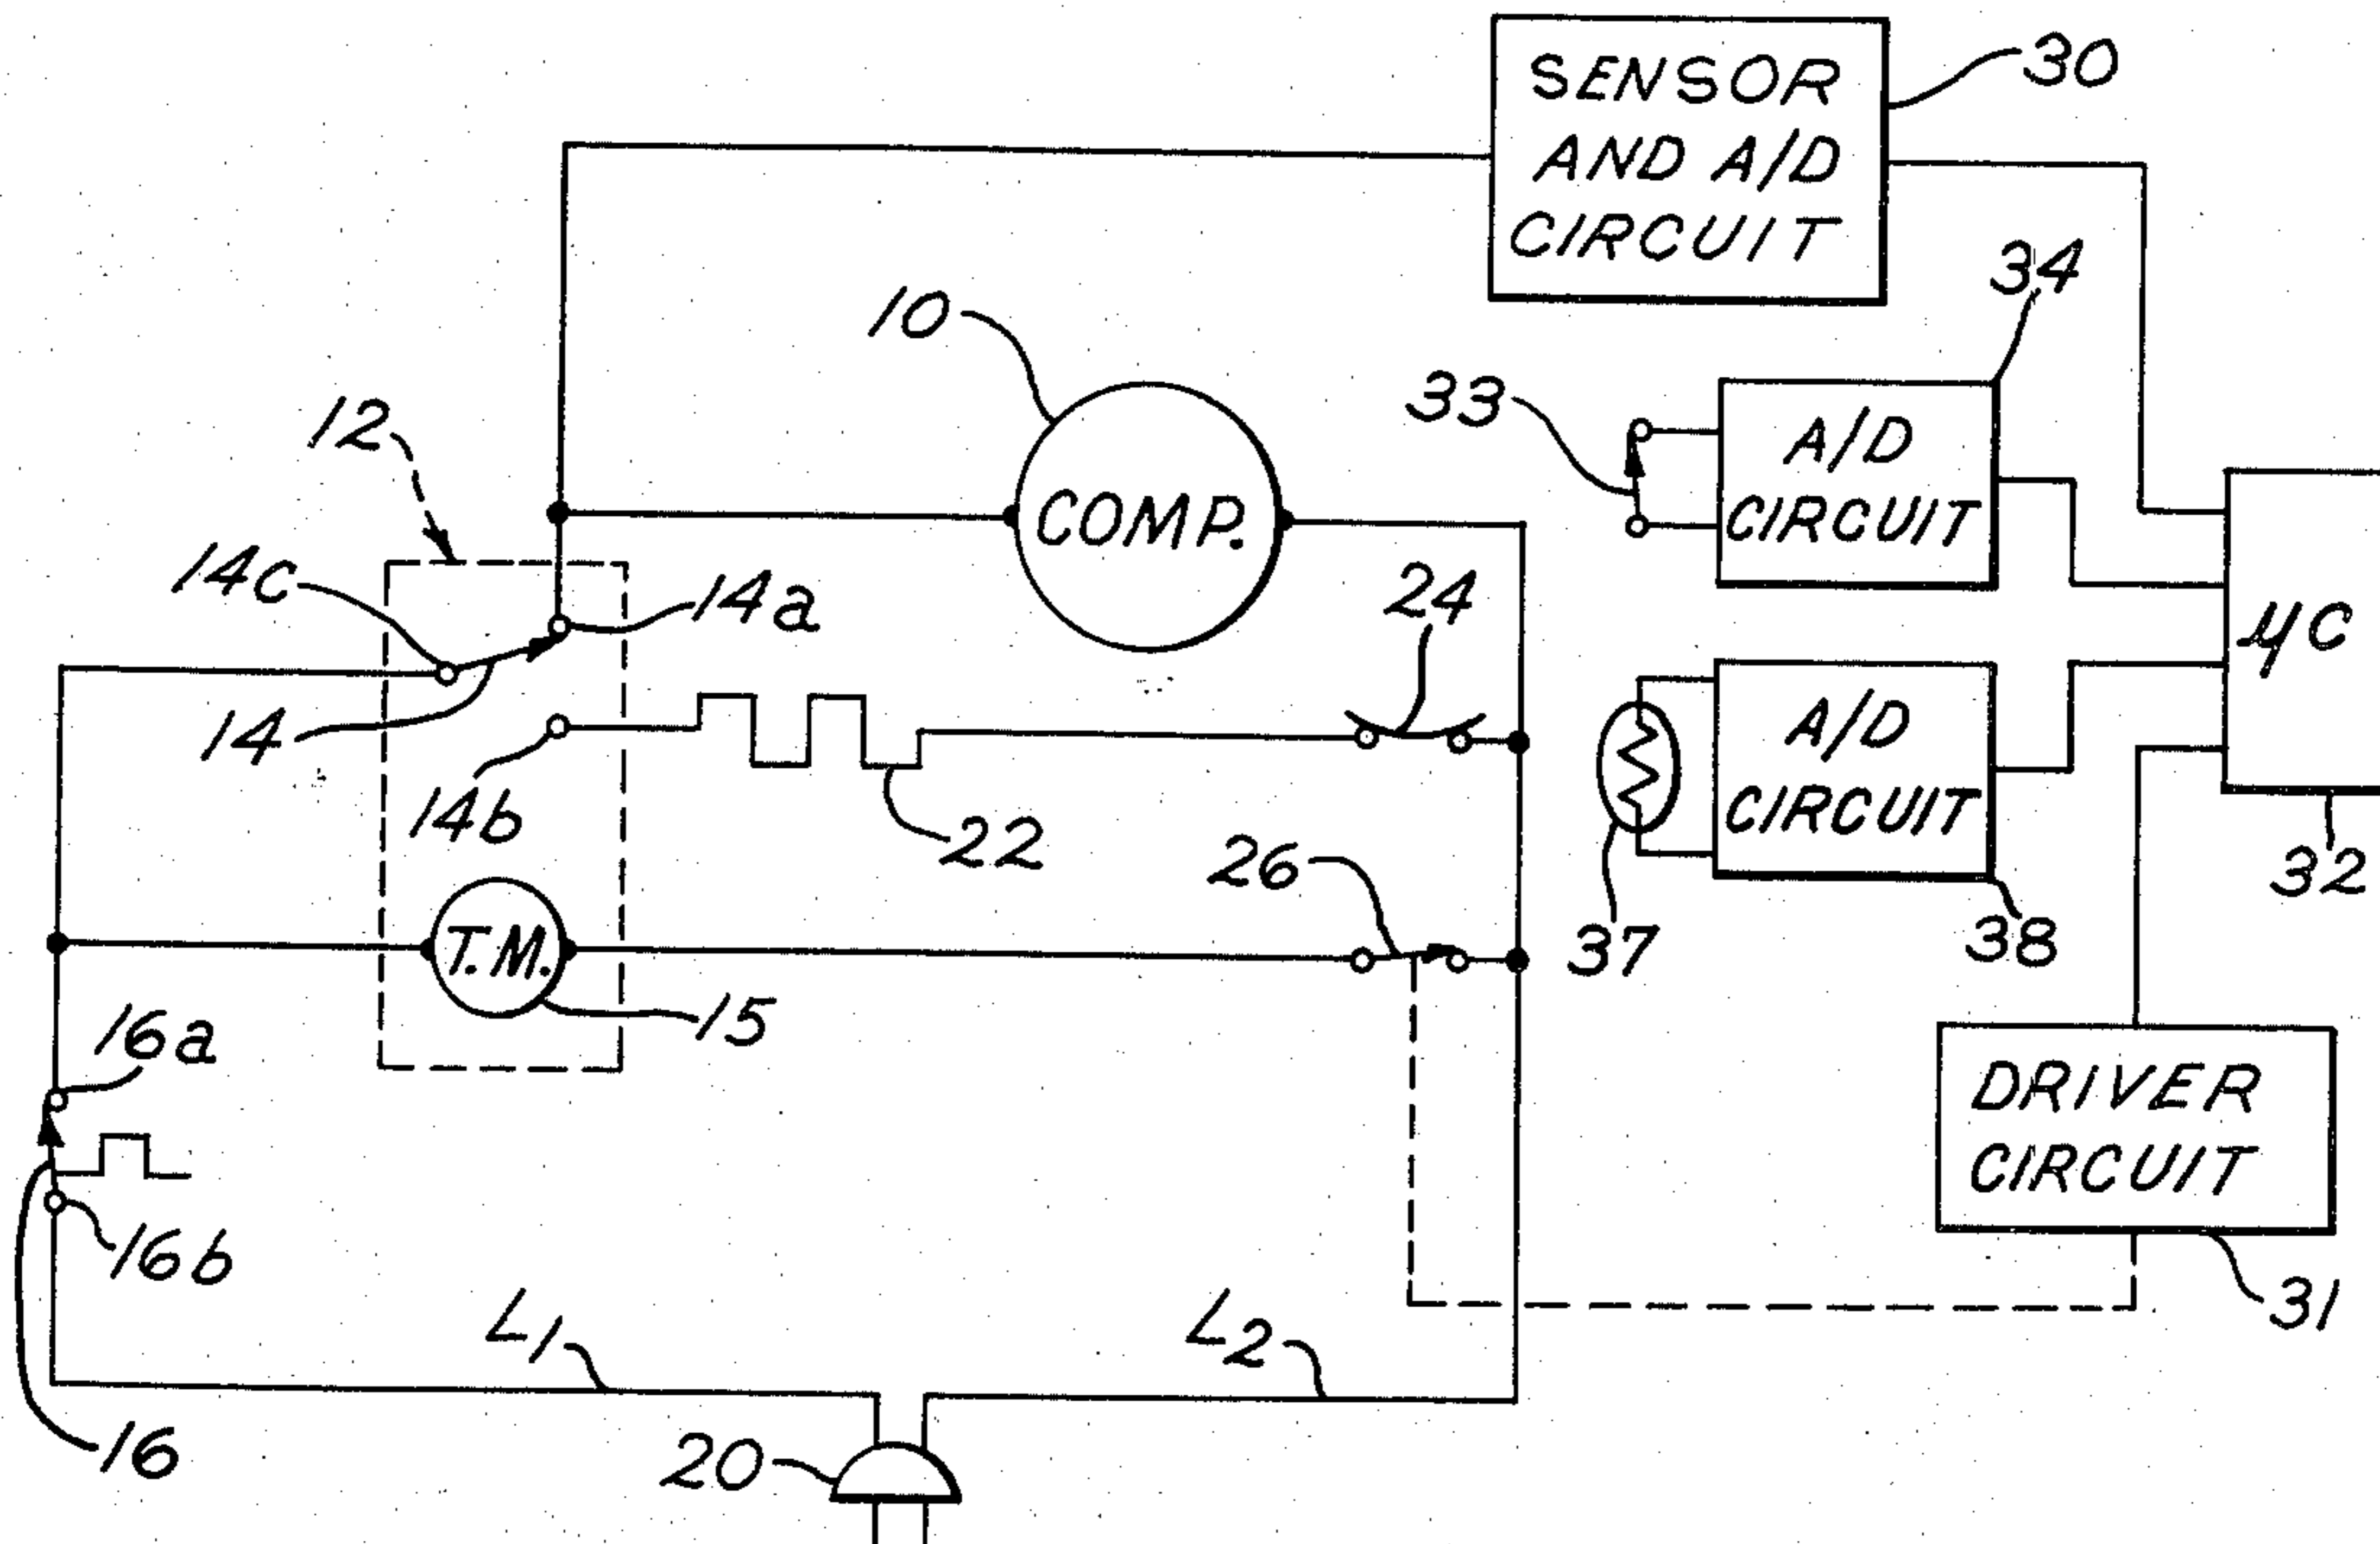 SENSOR
AND A/D
CIRCUIT
30
34
10
33
A/D
CIRCUIT
12
COMP.
14c
14a
24
μC
14
A/D
CIRCUIT
14b
22
26
32
37
38
T.M.
15
16a
DRIVER
CIRCUIT
16b
L1
L2
31
16
20